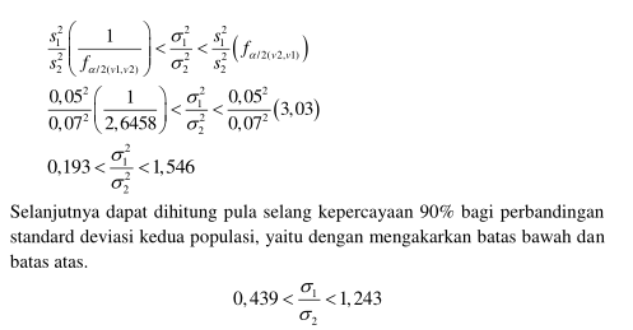 \frac{s_1^2}{s_2^2}\left(\frac{1}{f_{\alpha/2(v1,v2)}}\right) < \frac{\sigma_1^2}{\sigma_2^2} < \frac{s_1^2}{s_2^2}\left(f_{\alpha/2(v2,v1)}\right)
\frac{0,05^2}{0,07^2}\left(\frac{1}{2,6458}\right) < \frac{\sigma_1^2}{\sigma_2^2} < \frac{0,05^2}{0,07^2}(3,03)
0,193 < \frac{\sigma_1^2}{\sigma_2^2} < 1,546
Selanjutnya dapat dihitung pula selang kepercayaan 90% bagi perbandingan
standard deviasi kedua populasi, yaitu dengan mengakarkan batas bawah dan
batas atas.
0,439 < \frac{\sigma_1}{\sigma_2} < 1,243